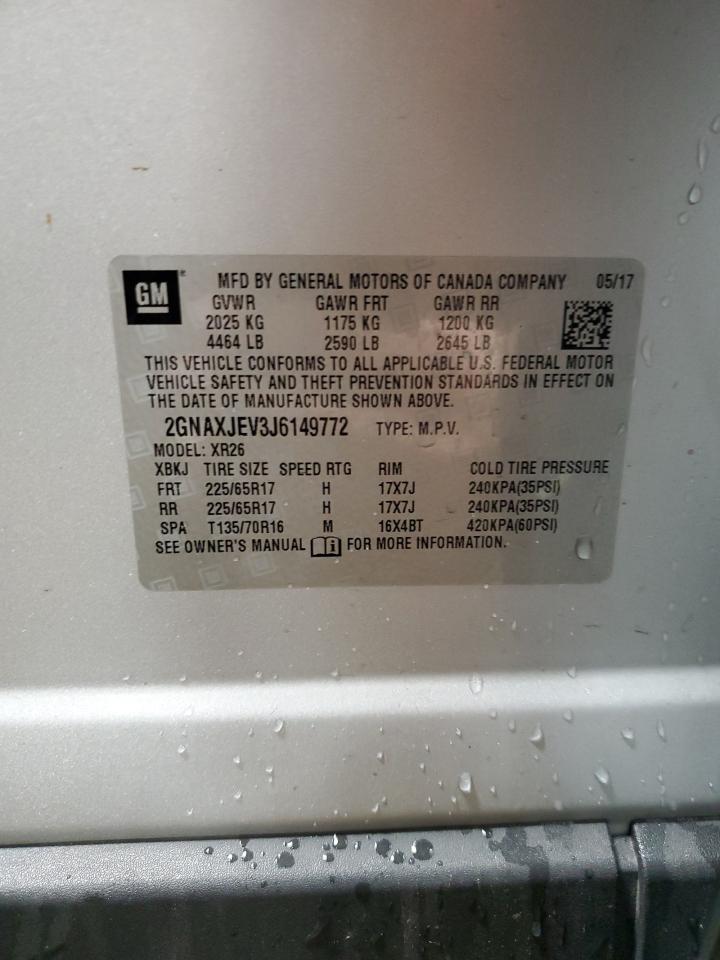 GM MFD BY GENERAL MOTORS OF CANADA COMPANY 05/17
GVWR GAWR FRT GAWR RR
2025 KG 1175 KG 1200 KG
4464 LB 2590 LB 2645 LB
THIS VEHICLE CONFORMS TO ALL APPLICABLE U.S. FEDERAL MOTOR
VEHICLE SAFETY AND THEFT PREVENTION STANDARDS IN EFFECT ON
THE DATE OF MANUFACTURE SHOWN ABOVE.
2GNAXJEV3J6149772 TYPE: M.P.V.
MODEL: XR26
XBKJ TIRE SIZE SPEED RTG RIM COLD TIRE PRESSURE
FRT 225/65R17 H 17X7J 240KPA(35PSI)
RR 225/65R17 H 17X7J 240KPA(35PSI)
SPA T135/70R16 M 16X4BT 420KPA(60PSI)
SEE OWNER'S MANUAL i FOR MORE INFORMATION.